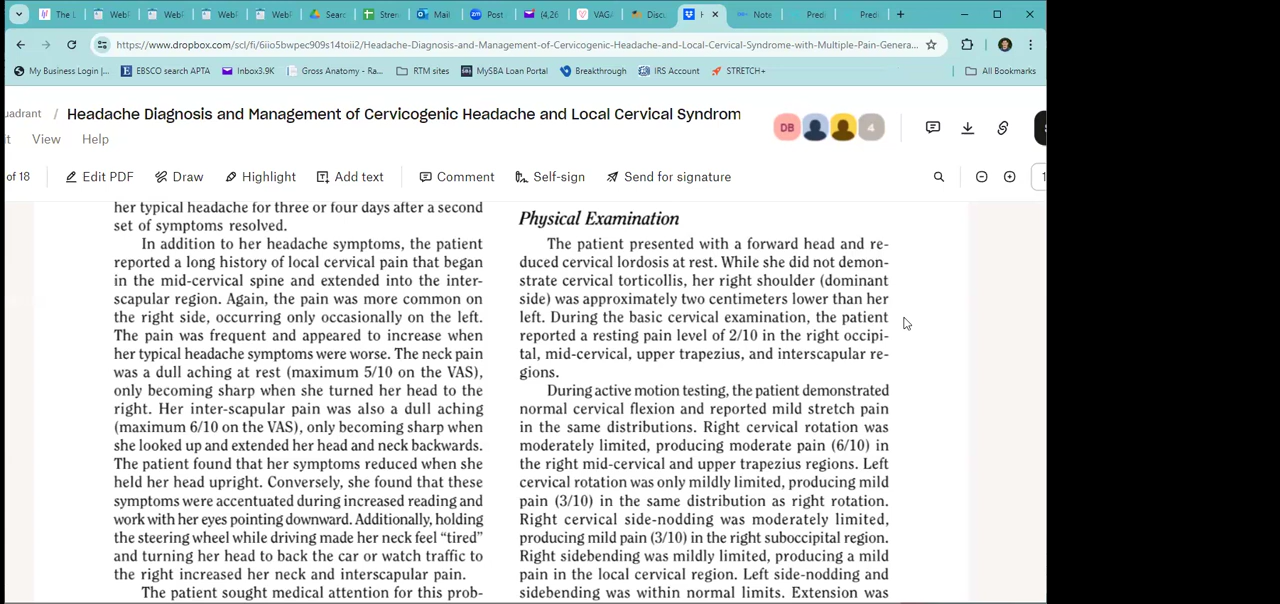 The L
WebF
WebF
WebF
WebF
Searc
Stren
Mail
Post
(4,26
VAG
Discu
H
Note
Predi
Pred
https://www.dropbox.com/scl/fi/6iio5bwpec909s14toii2/Headache-Diagnosis-and-Management-of-Cervicogenic-Headache-and-Local-Cervical-Syndrome-with-Multiple-Pain-Genera...
My Business Login |...
EBSCO search APTA
Inbox3.9K
Gross Anatomy - Ra...
RTM sites
MySBA Loan Portal
Breakthrough
IRS Account
STRETCH+
All Bookmarks
uadrant / Headache Diagnosis and Management of Cervicogenic Headache and Local Cervical Syndrom
DB
4
it View Help
of 18
Edit PDF
Draw
Highlight
Add text
Comment
Self-sign
Send for signature
1
her typical headache for three or four days after a second
set of symptoms resolved.
In addition to her headache symptoms, the patient
reported a long history of local cervical pain that began
in the mid-cervical spine and extended into the inter-
scapular region. Again, the pain was more common on
the right side, occurring only occasionally on the left.
The pain was frequent and appeared to increase when
her typical headache symptoms were worse. The neck pain
was a dull aching at rest (maximum 5/10 on the VAS),
only becoming sharp when she turned her head to the
right. Her inter-scapular pain was also a dull aching
(maximum 6/10 on the VAS), only becoming sharp when
she looked up and extended her head and neck backwards.
The patient found that her symptoms reduced when she
held her head upright. Conversely, she found that these
symptoms were accentuated during increased reading and
work with her eyes pointing downward. Additionally, holding
the steering wheel while driving made her neck feel “tired”
and turning her head to back the car or watch traffic to
the right increased her neck and interscapular pain.
The patient sought medical attention for this prob-
Physical Examination
The patient presented with a forward head and re-
duced cervical lordosis at rest. While she did not demon-
strate cervical torticollis, her right shoulder (dominant
side) was approximately two centimeters lower than her
left. During the basic cervical examination, the patient
reported a resting pain level of 2/10 in the right occipi-
tal, mid-cervical, upper trapezius, and interscapular re-
gions.
During active motion testing, the patient demonstrated
normal cervical flexion and reported mild stretch pain
in the same distributions. Right cervical rotation was
moderately limited, producing moderate pain (6/10) in
the right mid-cervical and upper trapezius regions. Left
cervical rotation was only mildly limited, producing mild
pain (3/10) in the same distribution as right rotation.
Right cervical side-nodding was moderately limited,
producing mild pain (3/10) in the right suboccipital region.
Right sidebending was mildly limited, producing a mild
pain in the local cervical region. Left side-nodding and
sidebending was within normal limits. Extension was